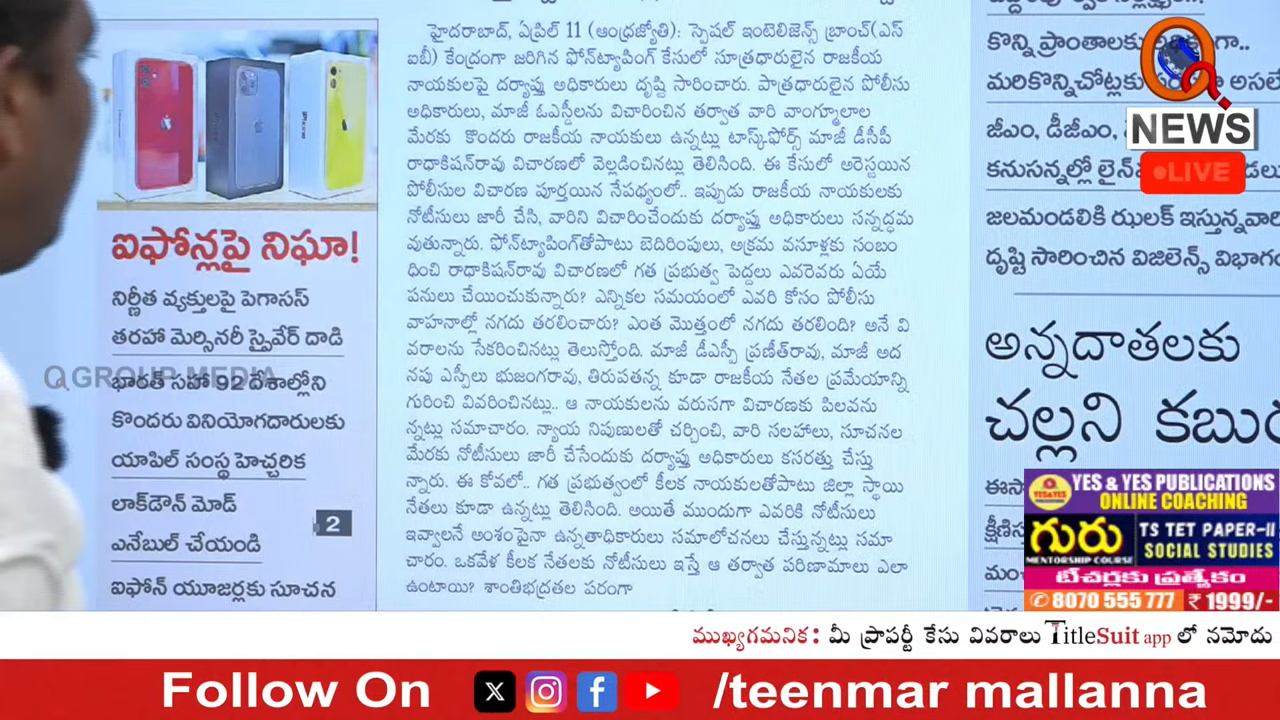 ఐఫోన్లపై నిఘా!
నిర్ణీత వ్యక్తులపై పెగాసస్
తరహా మెర్సినరీ స్పైవేర్ దాడి
భారత్ సహా 92 దేశాల్లోని
కొందరు వినియోగదారులకు
యాపిల్ సంస్థ హెచ్చరిక
లాక్‌డౌన్ మోడ్
ఎనేబుల్ చేయండి
ఐఫోన్ యూజర్లకు సూచన
2
Q GROUP MEDIA
హైదరాబాద్, ఏప్రిల్ 11 (ఆంధ్రజ్యోతి): స్పెషల్ ఇంటెలిజెన్స్ బ్రాంచ్(ఎస్
ఐబీ) కేంద్రంగా జరిగిన ఫోన్‌ట్యాపింగ్ కేసులో సూత్రధారులైన రాజకీయ
నాయకులపై దర్యాప్తు అధికారులు దృష్టి సారించారు. పాత్రధారులైన పోలీసు
అధికారులు, మాజీ ఓఎస్డీలను విచారించిన తర్వాత వారి వాంగ్మూలాల
మేరకు కొందరు రాజకీయ నాయకులు ఉన్నట్లు టాస్క్‌ఫోర్స్ మాజీ డీసీపీ
రాధాకిషన్‌రావు విచారణలో వెల్లడించినట్లు తెలిసింది. ఈ కేసులో అరెస్టయిన
పోలీసుల విచారణ పూర్తయిన నేపథ్యంలో.. ఇప్పుడు రాజకీయ నాయకులకు
నోటీసులు జారీ చేసి, వారిని విచారించేందుకు దర్యాప్తు అధికారులు సన్నద్ధమ
వుతున్నారు. ఫోన్‌ట్యాపింగ్‌తోపాటు బెదిరింపులు, అక్రమ వసూళ్లకు సంబం
ధించి రాధాకిషన్‌రావు విచారణలో గత ప్రభుత్వ పెద్దలు ఎవరెవరు ఏయే
పనులు చేయించుకున్నారు? ఎన్నికల సమయంలో ఎవరి కోసం పోలీసు
వాహనాల్లో నగదు తరలించారు? ఎంత మొత్తంలో నగదు తరలింది? అనే వి
వరాలను సేకరించినట్లు తెలుస్తోంది. మాజీ డీఎస్పీ ప్రణీత్‌రావు, మాజీ అద
నపు ఎస్పీలు భుజంగరావు, తిరుపతన్న కూడా రాజకీయ నేతల ప్రమేయాన్ని
గురించి వివరించినట్లు.. ఆ నాయకులను వరుసగా విచారణకు పిలవను
న్నట్లు సమాచారం. న్యాయ నిపుణులతో చర్చించి, వారి సలహాలు, సూచనల
మేరకు నోటీసులు జారీ చేసేందుకు దర్యాప్తు అధికారులు కసరత్తు చేస్తు
న్నారు. ఈ కోవలో.. గత ప్రభుత్వంలో కీలక నాయకులతోపాటు జిల్లా స్థాయి
నేతలు కూడా ఉన్నట్లు తెలిసింది. అయితే ముందుగా ఎవరికి నోటీసులు
ఇవ్వాలనే అంశంపైనా ఉన్నతాధికారులు సమాలోచనలు చేస్తున్నట్లు సమా
చారం. ఒకవేళ కీలక నేతలకు నోటీసులు ఇస్తే ఆ తర్వాత పరిణామాలు ఎలా
ఉంటాయి? శాంతిభద్రతల పరంగా
కొన్ని ప్రాంతాలకు
మరికొన్నిచోట్లకు
జీఎం, డీజీఎం,
కనుసన్నల్లో
జలమండలికి ఝలక్ ఇస్తున్నవారి
దృష్టి సారించిన విజిలెన్స్ విభాగం
అన్నదాతలకు
చల్లని
Q
NEWS
LIVE
YES & YES PUBLICATIONS
ONLINE COACHING
గురు
MENTORSHIP COURSE
TS TET PAPER-II
SOCIAL STUDIES
టీచర్లకు ప్రత్యేకం
8070 555 777 ₹ 1999/-
ముఖ్యగమనిక: మీ ప్రాపర్టీ కేసు వివరాలు TitleSuit app లో నమోదు
Follow On /teenmar mallanna